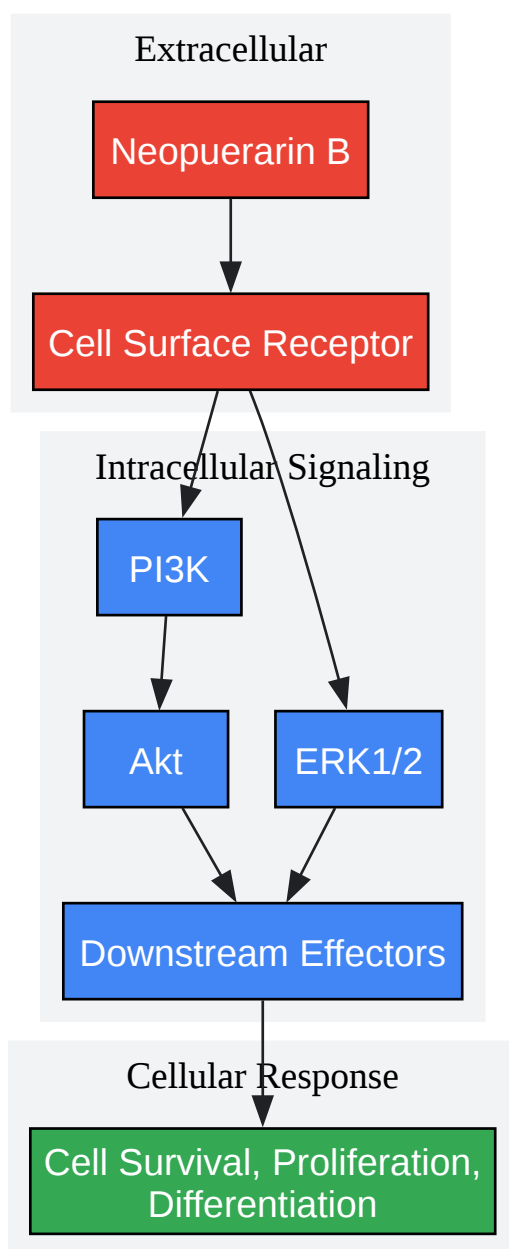 Extracellular
Neopuerarin B
Cell Surface Receptor
Intracellular Signaling
PI3K
Akt
ERK1/2
Downstream Effectors
Cellular Response
Cell Survival, Proliferation,
Differentiation